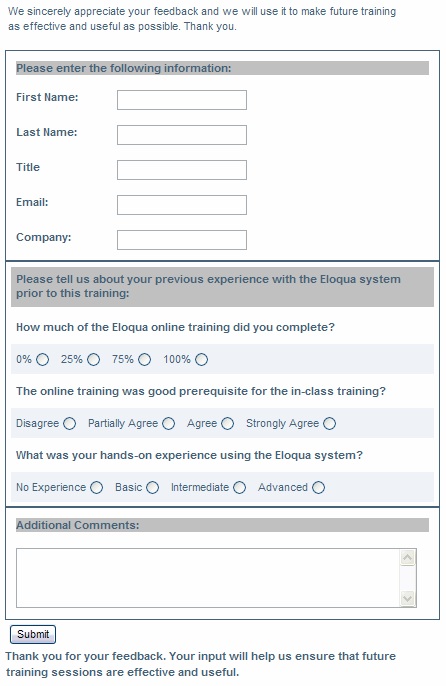 We sincerely appreciate your feedback and we will use it to make future training
as effective and useful as possible. Thank you.
Please enter the following information:
First Name:
Last Name:
Title
Email:
Company:
Please tell us about your previous experience with the Eloqua system
prior to this training:
How much of the Eloqua online training did you complete?
0% 25% 75% 100%
The online training was good prerequisite for the in-class training?
Disagree Partially Agree Agree Strongly Agree
What was your hands-on experience using the Eloqua system?
No Experience Basic Intermediate Advanced
Additional Comments:
Submit
Thank you for your feedback. Your input will help us ensure that future
training sessions are effective and useful.